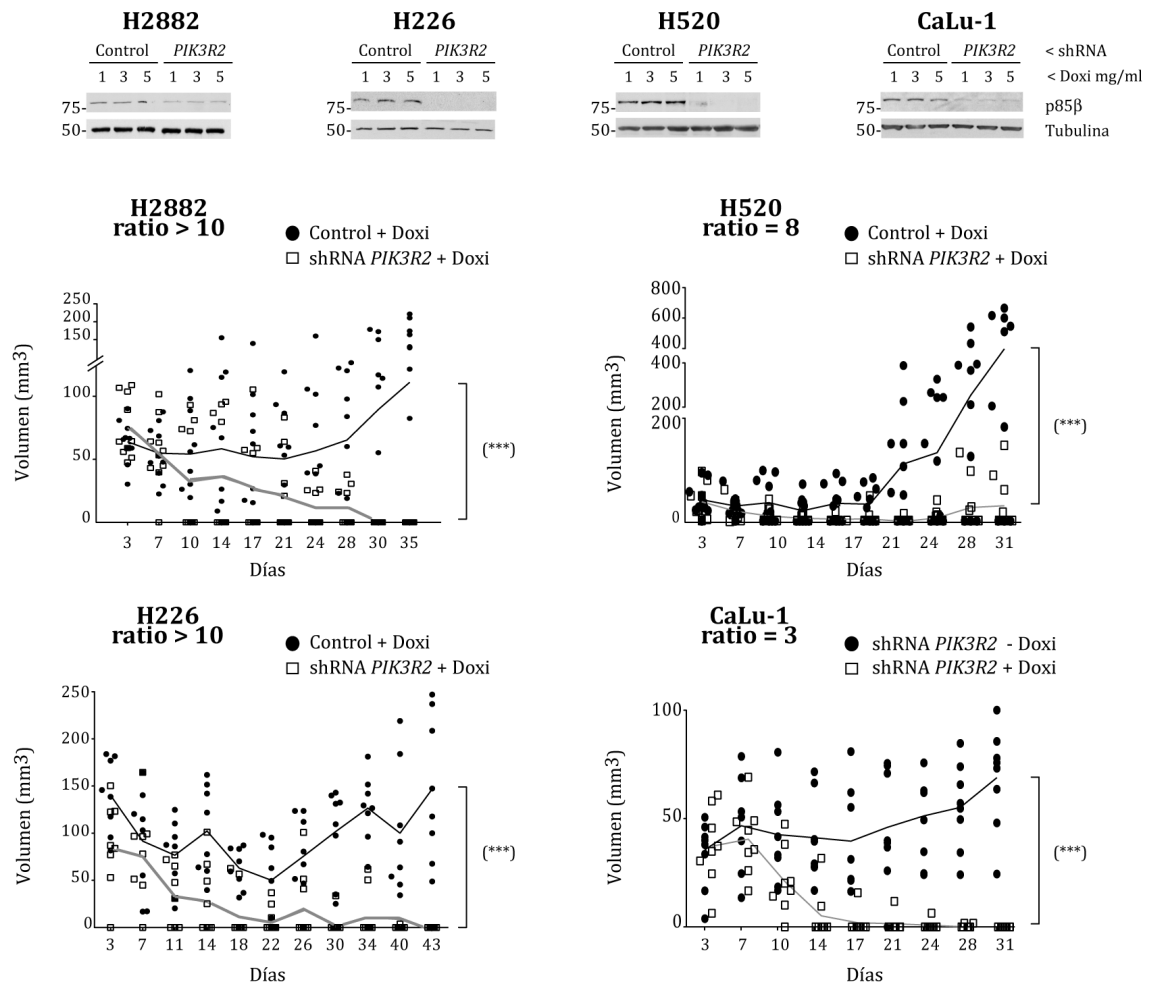 H2882 H226 H520 CaLu-1
Control PIK3R2 Control PIK3R2 Control PIK3R2 Control PIK3R2 < shRNA
1 3 5 1 3 5 1 3 5 1 3 5 1 3 5 1 3 5 1 3 5 1 3 5 < Doxi mg/ml
75- 75- 75- 75- p85β
50- 50- 50- 50- Tubulina
H2882
ratio > 10
Control + Doxi
shRNA PIK3R2 + Doxi
Volumen (mm3)
250
200
150
100
50
0
3 7 10 14 17 21 24 28 30 35
Días
(***)
H520
ratio = 8
Control + Doxi
shRNA PIK3R2 + Doxi
Volumen (mm3)
800
600
400
400
200
200
0
3 7 10 14 17 21 24 28 31
Días
(***)
H226
ratio > 10
Control + Doxi
shRNA PIK3R2 + Doxi
Volumen (mm3)
250
200
150
100
50
0
3 7 11 14 18 22 26 30 34 40 43
Días
(***)
CaLu-1
ratio = 3
shRNA PIK3R2 - Doxi
shRNA PIK3R2 + Doxi
Volumen (mm3)
100
50
0
3 7 10 14 17 21 24 28 31
Días
(***)